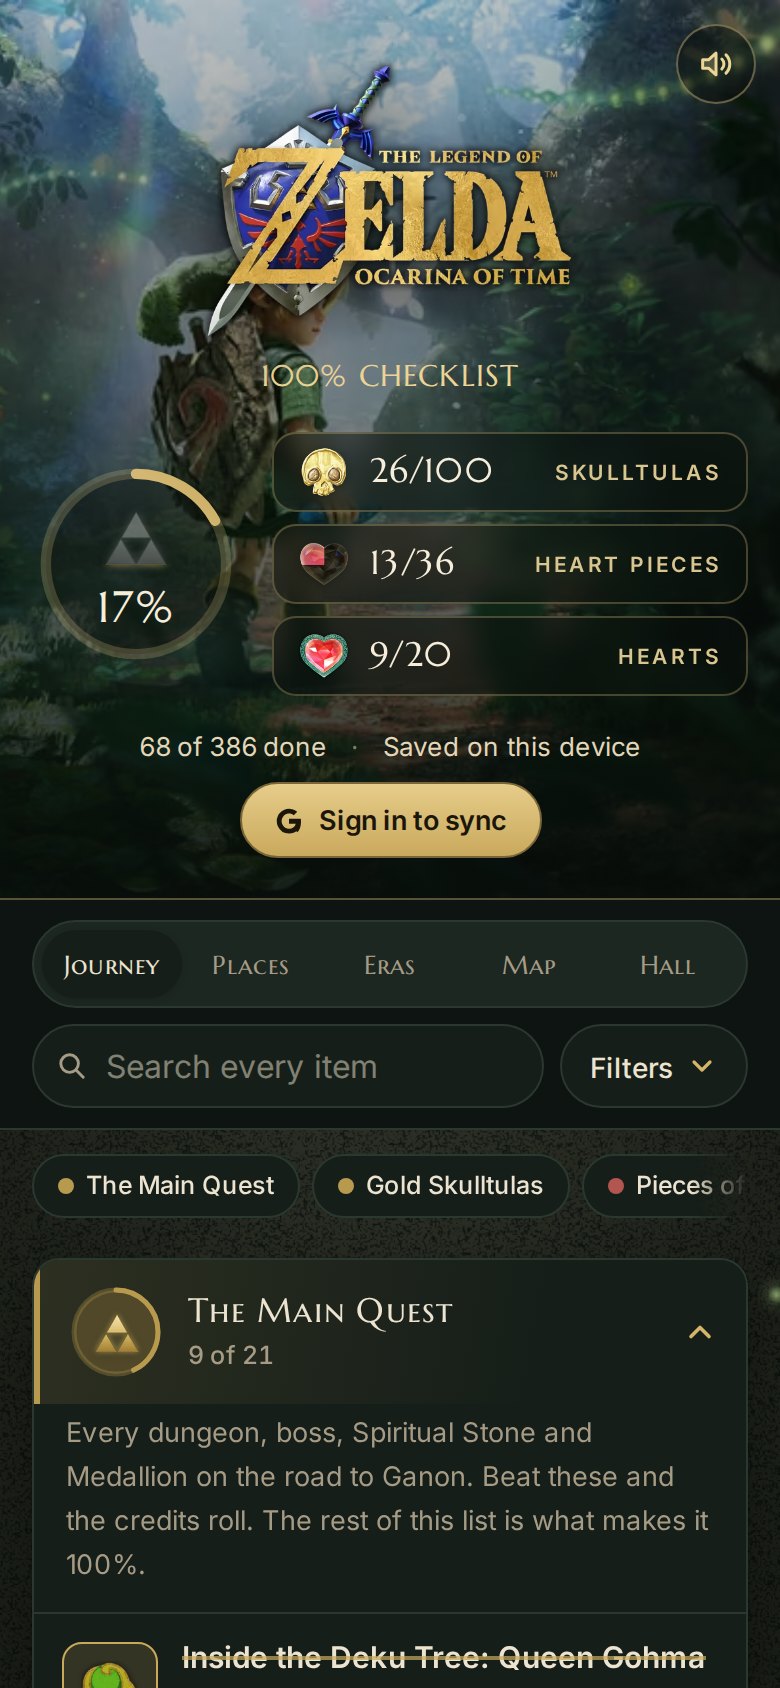 THE LEGEND OF
ZELDA™
OCARINA OF TIME
100% CHECKLIST
26/100 SKULLTULAS
13/36 HEART PIECES
17%
9/20 HEARTS
68 of 386 done · Saved on this device
G Sign in to sync
Journey Places Eras Map Hall
Search every item Filters
The Main Quest Gold Skulltulas Pieces of
The Main Quest
9 of 21
Every dungeon, boss, Spiritual Stone and
Medallion on the road to Ganon. Beat these and
the credits roll. The rest of this list is what makes it
100%.
Inside the Deku Tree: Queen Gohma